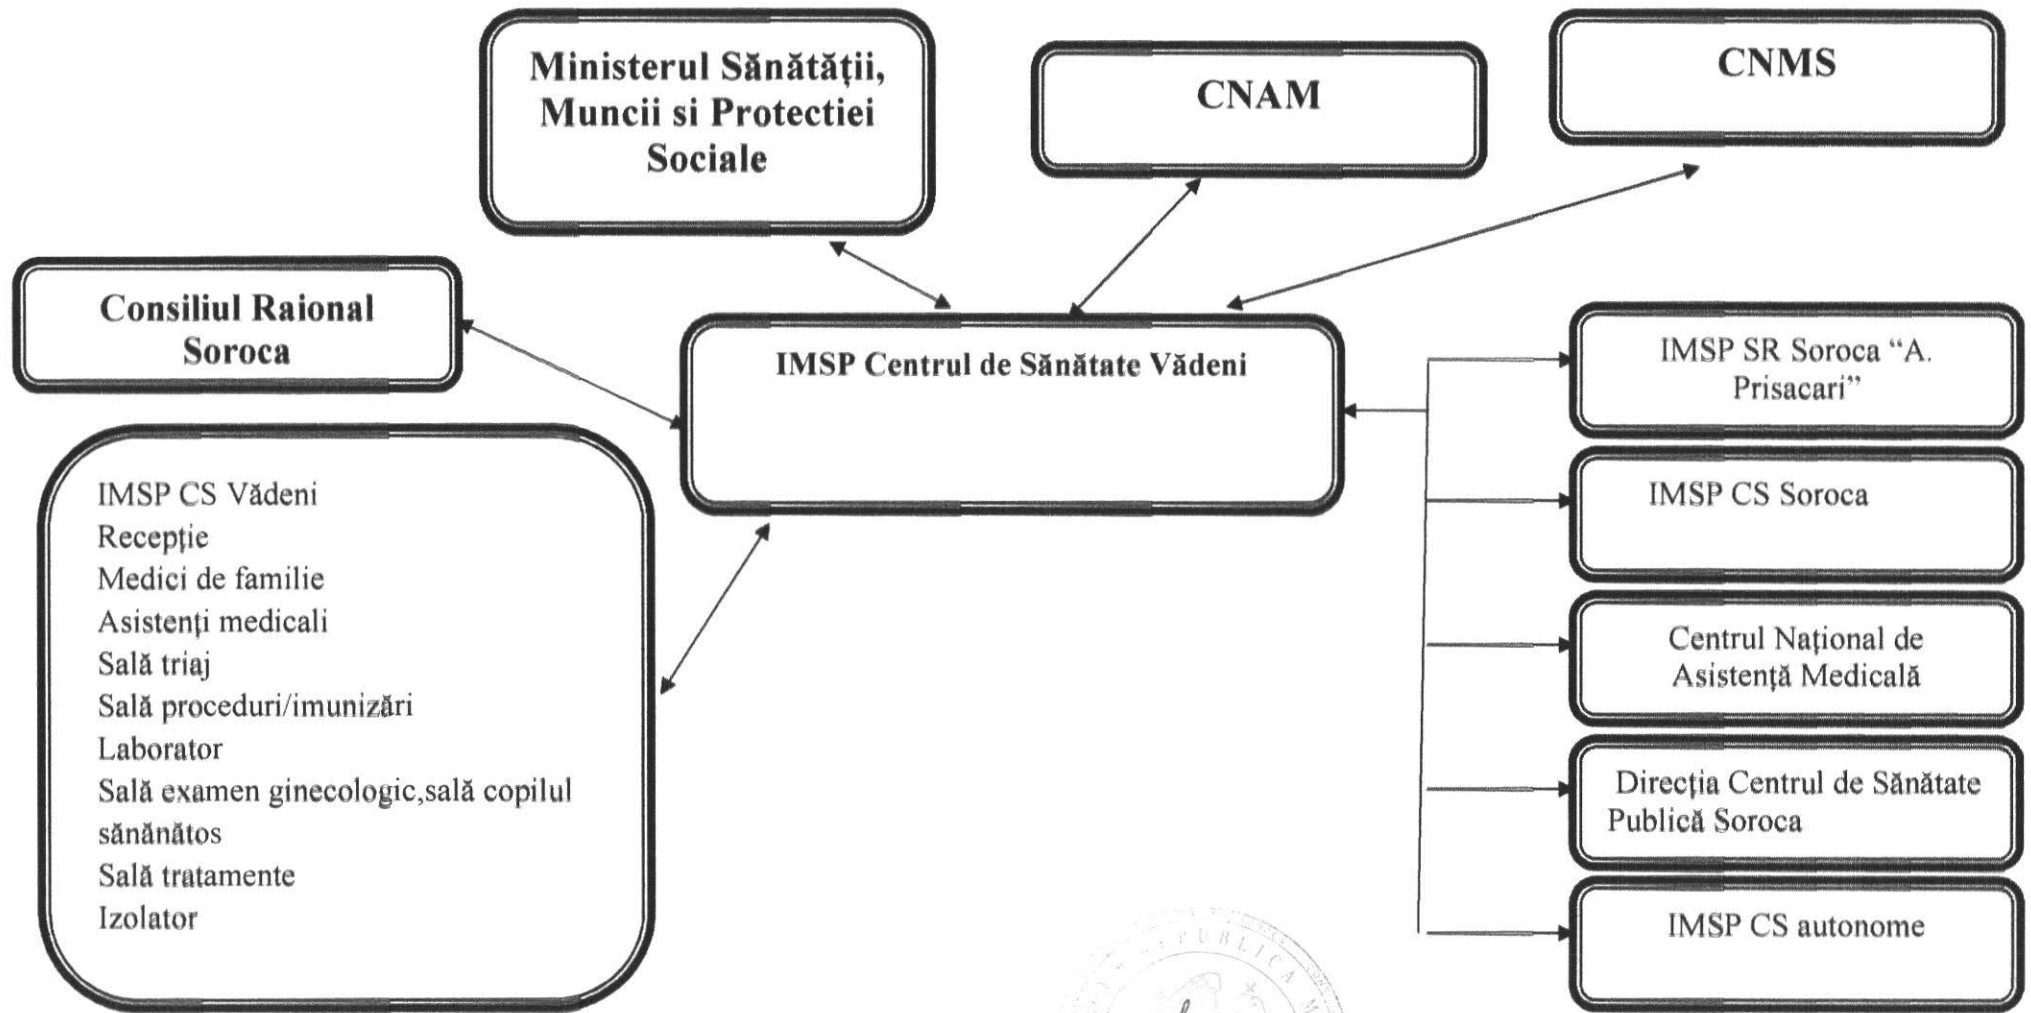 Ministerul Sănătății,
Muncii si Protectiei
Sociale
CNAM
CNMS
Consiliul Raional
Soroca
IMSP Centrul de Sănătate Vădeni
IMSP SR Soroca “A.
Prisacari”
IMSP CS Soroca
Centrul Național de
Asistență Medicală
Direcția Centrul de Sănătate
Publică Soroca
IMSP CS autonome
IMSP CS Vădeni
Recepție
Medici de familie
Asistenți medicali
Sală triaj
Sală proceduri/imunizări
Laborator
Sală examen ginecologic,sală copilul
sănănătos
Sală tratamente
Izolator
REPUBLICA M